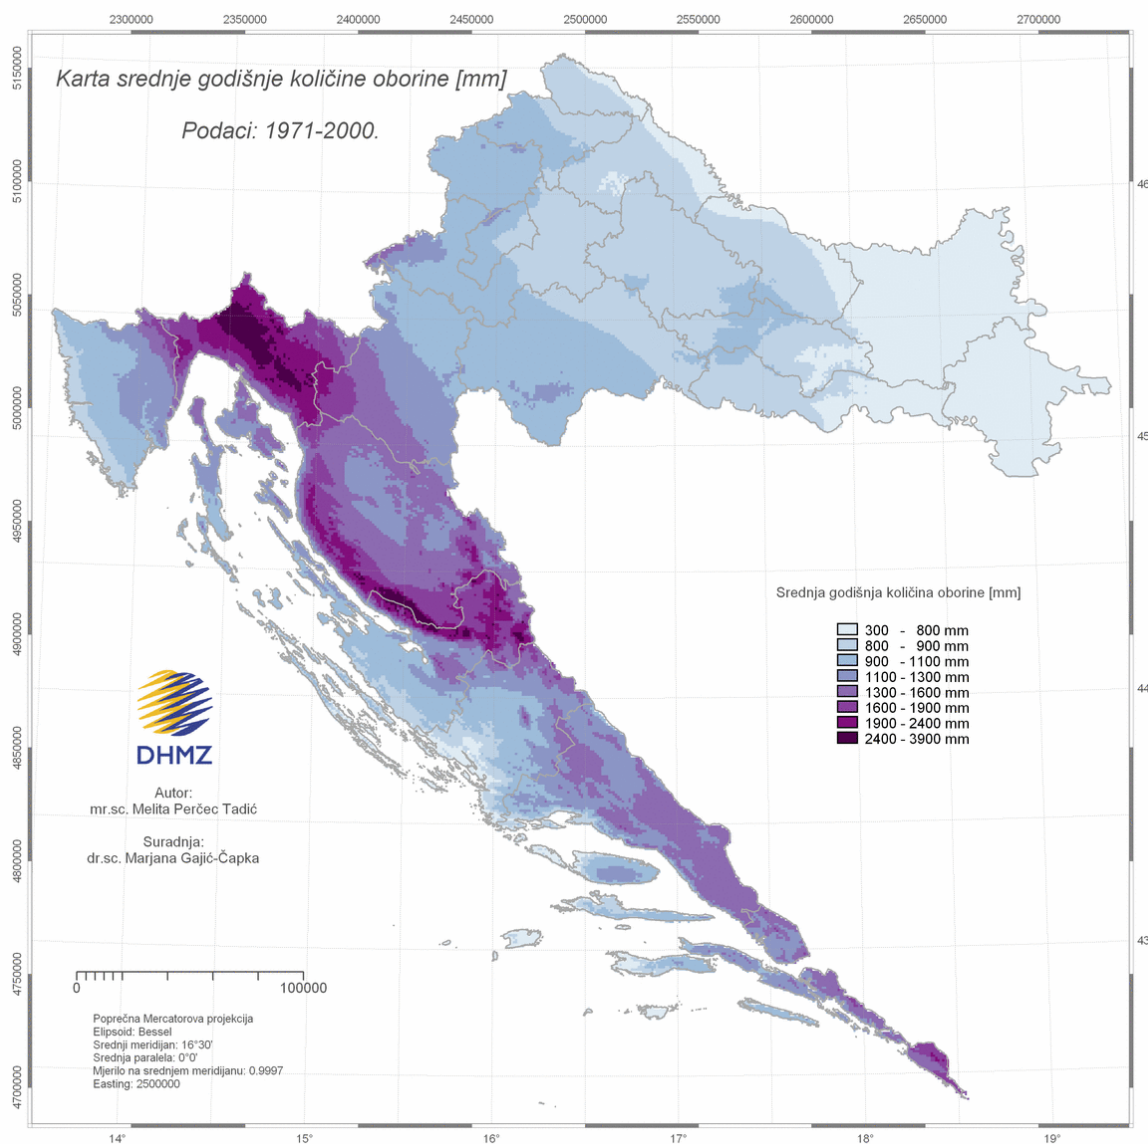 2300000 2350000 2400000 2450000 2500000 2550000 2600000 2650000 2700000
Karta srednje godišnje količine oborine [mm]
Podaci: 1971-2000.
5150000
5100000
5050000
5000000
4950000
4900000
4850000
4800000
4750000
4700000
46
45
44
43
Srednja godišnja količina oborine [mm]
300 - 800 mm
800 - 900 mm
900 - 1100 mm
1100 - 1300 mm
1300 - 1600 mm
1600 - 1900 mm
1900 - 2400 mm
2400 - 3900 mm
DHMZ
Autor:
mr.sc. Melita Perčec Tadić
Suradnja:
dr.sc. Marjana Gajić-Čapka
0 100000
Poprečna Mercatorova projekcija
Elipsoid: Bessel
Srednji meridijan: 16°30'
Srednja paralela: 0°0'
Mjerilo na srednjem meridijanu: 0.9997
Easting: 2500000
14° 15° 16° 17° 18° 19°